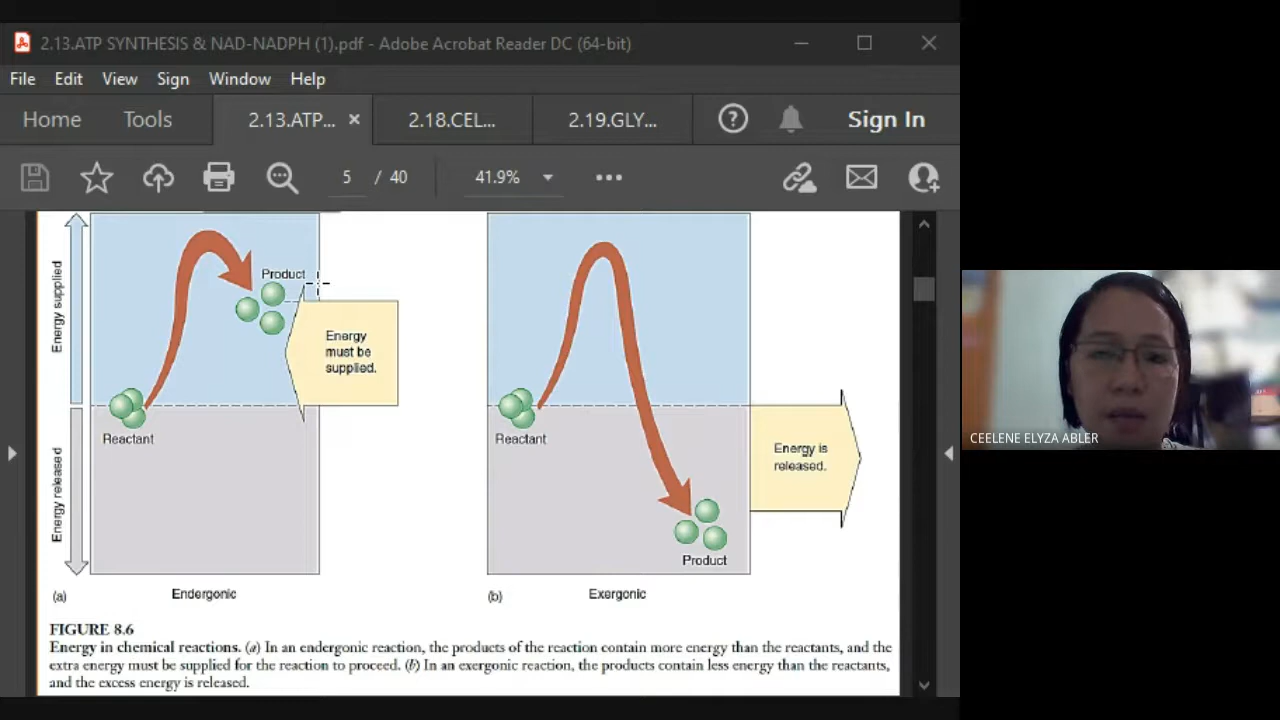 2.13.ATP SYNTHESIS & NAD-NADPH (1).pdf - Adobe Acrobat Reader DC (64-bit)
File Edit View Sign Window Help
Home Tools 2.13.ATP... 2.18.CEL... 2.19.GLY... Sign In
5 / 40 41.9%
Energy supplied
Energy released
Product
Energy
must be
supplied.
Reactant
(a)
Endergonic
Reactant
Energy is
released.
Product
(b)
Exergonic
FIGURE 8.6
Energy in chemical reactions. (a) In an endergonic reaction, the products of the reaction contain more energy than the reactants, and the
extra energy must be supplied for the reaction to proceed. (b) In an exergonic reaction, the products contain less energy than the reactants,
and the excess energy is released.
CEELENE ELYZA ABLER